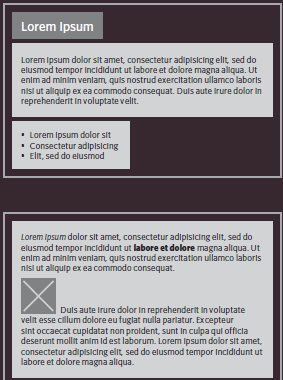 Lorem Ipsum
Lorem ipsum dolor sit amet, consectetur adipisicing elit, sed do
eiusmod tempor incididunt ut labore et dolore magna aliqua. Ut
enim ad minim veniam, quis nostrud exercitation ullamco laboris
nisi ut aliquip ex ea commodo consequat. Duis aute irure dolor in
reprehenderit in voluptate velit.
• Lorem ipsum dolor sit
• Consectetur adipisicing
• Elit, sed do eiusmod
Lorem ipsum dolor sit amet, consectetur adipisicing elit, sed do
eiusmod tempor incididunt ut labore et dolore magna aliqua. Ut
enim ad minim veniam, quis nostrud exercitation ullamco laboris
nisi ut aliquip ex ea commodo consequat.
Duis aute irure dolor in reprehenderit in voluptate
velit esse cillum dolore eu fugiat nulla pariatur. Excepteur
sint occaecat cupidatat non proident, sunt in culpa qui officia
deserunt mollit anim id est laborum. Lorem ipsum dolor sit amet,
consectetur adipisicing elit, sed do eiusmod tempor incididunt ut
labore et dolore magna aliqua.